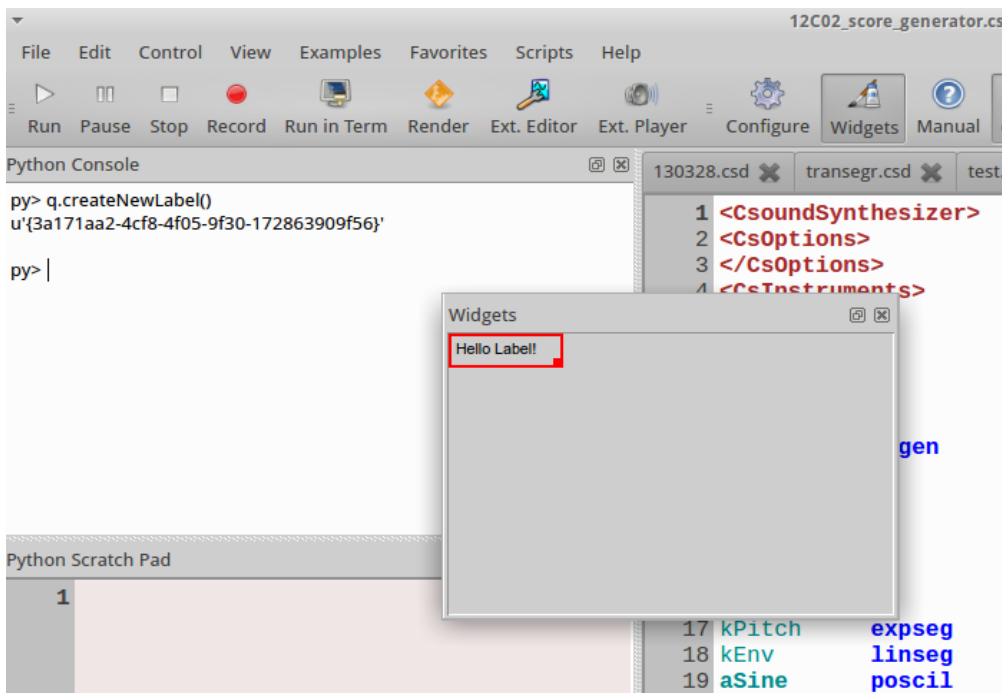 12C02_score_generator.cs
File Edit Control View Examples Favorites Scripts Help
Run Pause Stop Record Run in Term Render Ext. Editor Ext. Player Configure Widgets Manual
Python Console
130328.csd transegr.csd test.
py> q.createNewLabel()
u'{3a171aa2-4cf8-4f05-9f30-172863909f56}'
py>
1 <CsoundSynthesizer>
2 <CsOptions>
3 </CsOptions>
4 <CsInstruments>
Widgets
Hello Label!
gen
Python Scratch Pad
1
17 kPitch expseg
18 kEnv linseg
19 aSine poscil